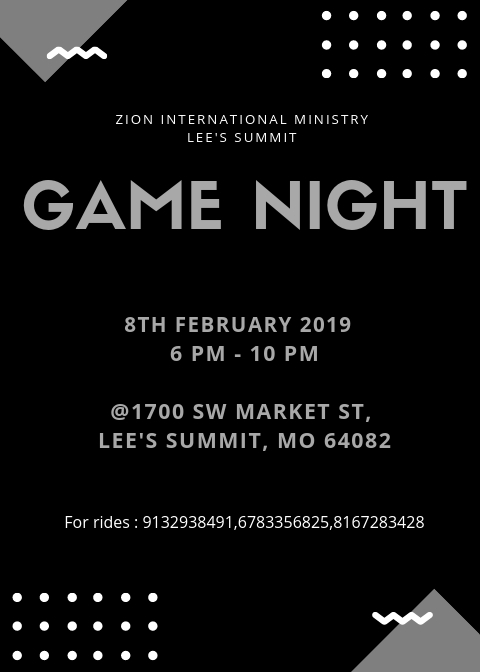 ZION INTERNATIONAL MINISTRY
LEE'S SUMMIT
GAME NIGHT
8TH FEBRUARY 2019
6 PM - 10 PM
@1700 SW MARKET ST,
LEE'S SUMMIT, MO 64082
For rides : 9132938491,6783356825,8167283428